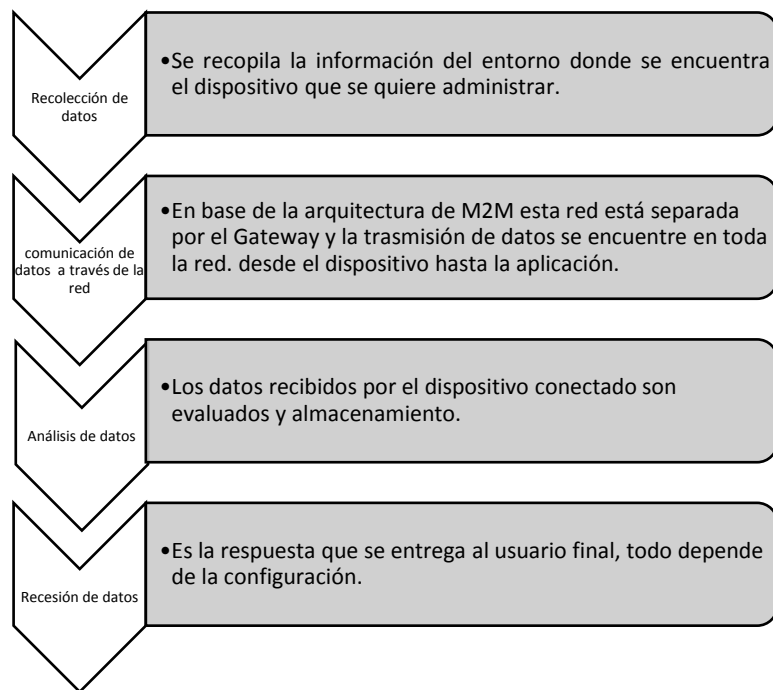 Recolección de
datos
•Se recopila la información del entorno donde se encuentra
el dispositivo que se quiere administrar.
comunicación de
datos a través de la
red
•En base de la arquitectura de M2M esta red está separada
por el Gateway y la trasmisión de datos se encuentre en toda
la red. desde el dispositivo hasta la aplicación.
Análisis de datos
•Los datos recibidos por el dispositivo conectado son
evaluados y almacenamiento.
Recesión de datos
•Es la respuesta que se entrega al usuario final, todo depende
de la configuración.